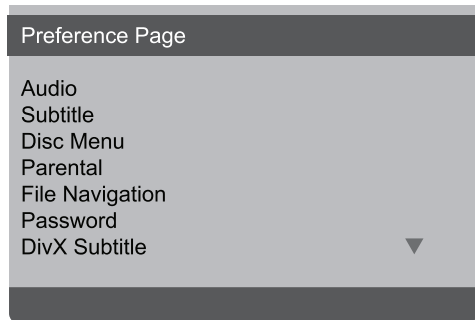 Preference Page
Audio
Subtitle
Disc Menu
Parental
File Navigation
Password
DivX Subtitle